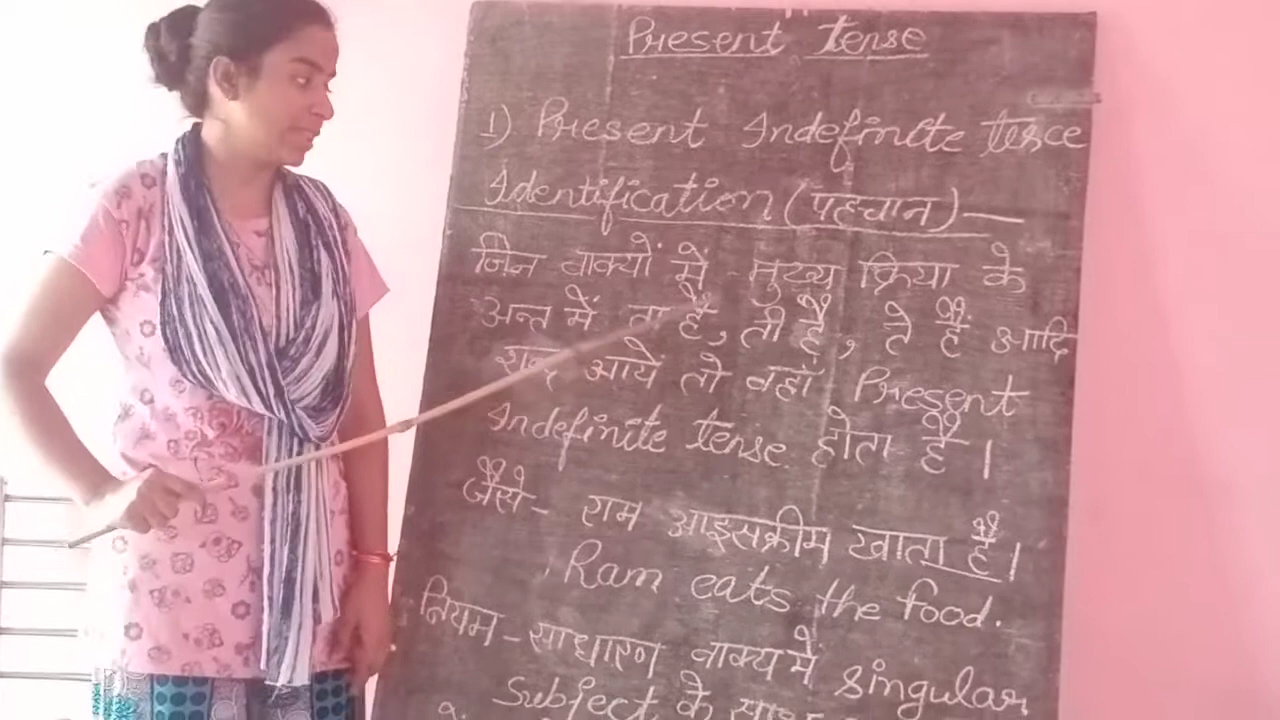 Present Tense
1) Present Indefinite tesce
Identification (पहचान) —
जिन वाक्यों में मुख्य क्रिया के
अन्त में ता है, ती है, ते हैं आदि
शब्द आयें तो वहाँ Present
Indefinite tense होता है ।
जैसे - राम आइसक्रीम खाता है ।
Ram eats the food.
नियम - साधारण वाक्य में singular
Subject के साथ